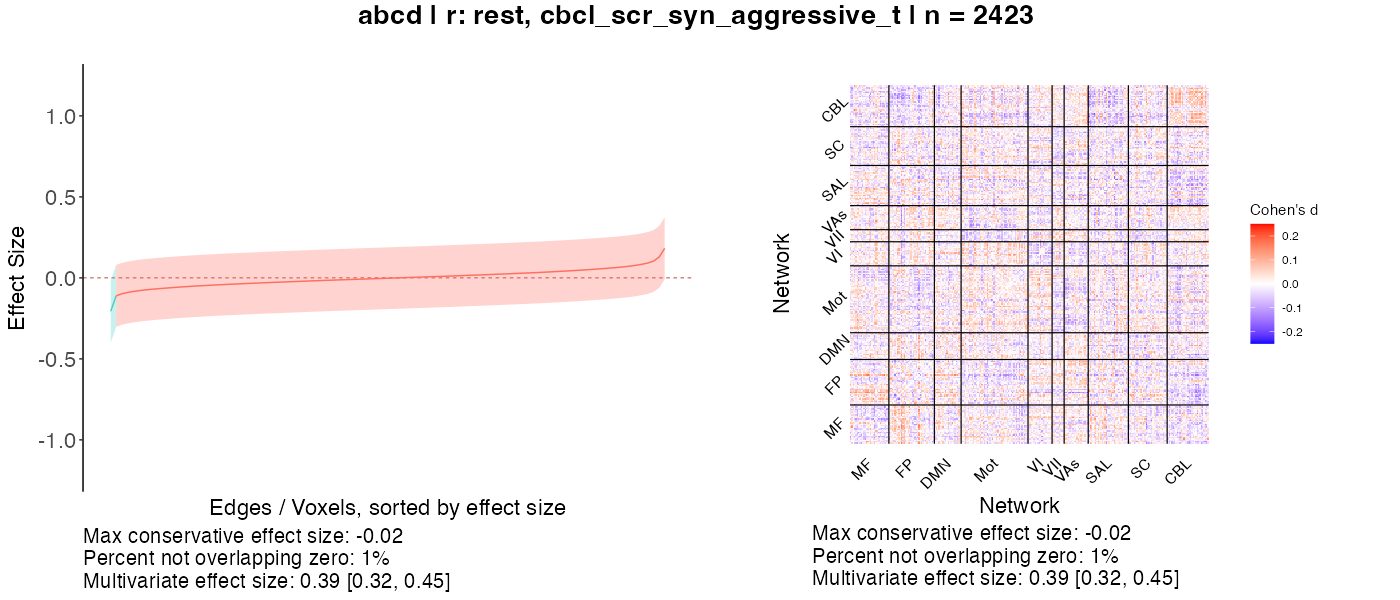 abcd | r: rest, cbcl_scr_syn_aggressive_t | n = 2423
Effect Size
1.0
0.5
0.0
-0.5
-1.0
Edges / Voxels, sorted by effect size
Max conservative effect size: -0.02
Percent not overlapping zero: 1%
Multivariate effect size: 0.39 [0.32, 0.45]
Network
CBL
SC
SAL
VAs
VII
VI
Mot
DMN
FP
MF
MF
FP
DMN
Mot
VI
VII
VAs
SAL
SC
CBL
Network
Max conservative effect size: -0.02
Percent not overlapping zero: 1%
Multivariate effect size: 0.39 [0.32, 0.45]
Cohen's d
0.2
0.1
0.0
-0.1
-0.2